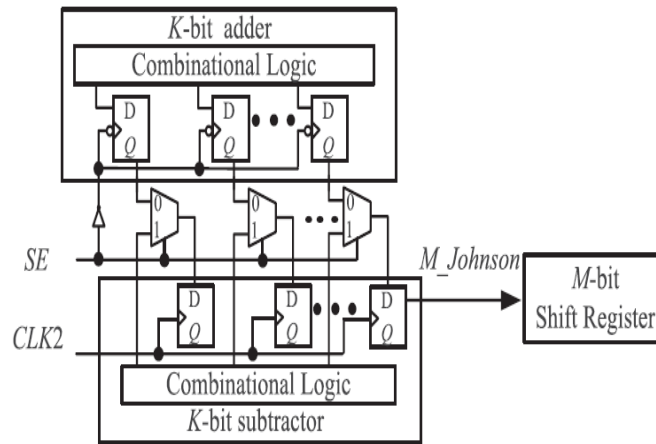 K-bit adder
Combinational Logic
D D D
Q Q Q
0 0 0
1 1 1
SE
M_Johnson
M-bit
Shift Register
D D D
Q Q Q
CLK2
Combinational Logic
K-bit subtractor